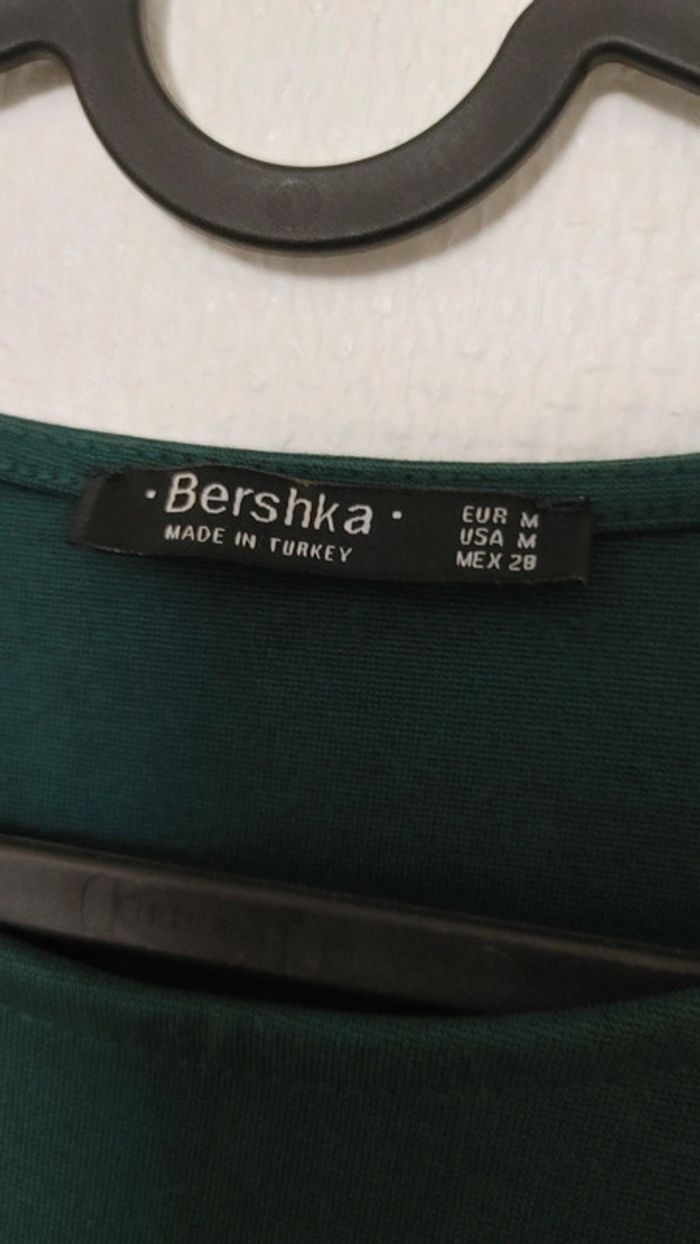 ·Bershka·
MADE IN TURKEY
EUR M
USA M
MEX 28